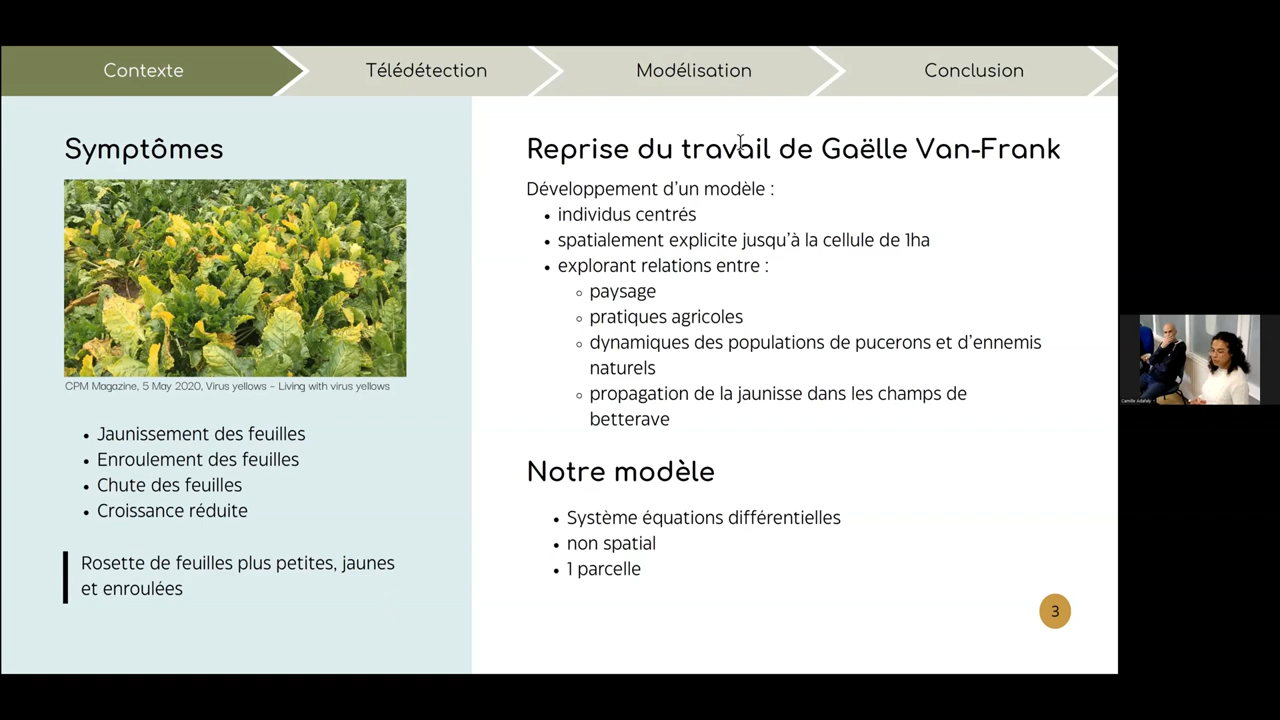 Contexte
Télédétection
Modélisation
Conclusion
Symptômes
CPM Magazine, 5 May 2020, Virus yellows – Living with virus yellows
• Jaunissement des feuilles
• Enroulement des feuilles
• Chute des feuilles
• Croissance réduite
Rosette de feuilles plus petites, jaunes
et enroulées
Reprise du travail de Gaëlle Van-Frank
Développement d'un modèle :
• individus centrés
• spatialement explicite jusqu'à la cellule de 1ha
• explorant relations entre :
◦ paysage
◦ pratiques agricoles
◦ dynamiques des populations de pucerons et d'ennemis
naturels
◦ propagation de la jaunisse dans les champs de
betterave
Notre modèle
• Système équations différentielles
• non spatial
• 1 parcelle
3